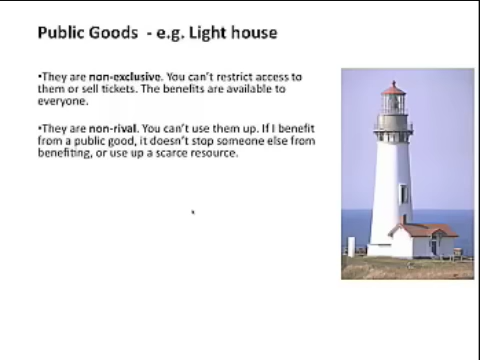 Public Goods - e.g. Light house
•They are non-exclusive. You can't restrict access to
them or sell tickets. The benefits are available to
everyone.
•They are non-rival. You can't use them up. If I benefit
from a public good, it doesn't stop someone else from
benefiting, or use up a scarce resource.